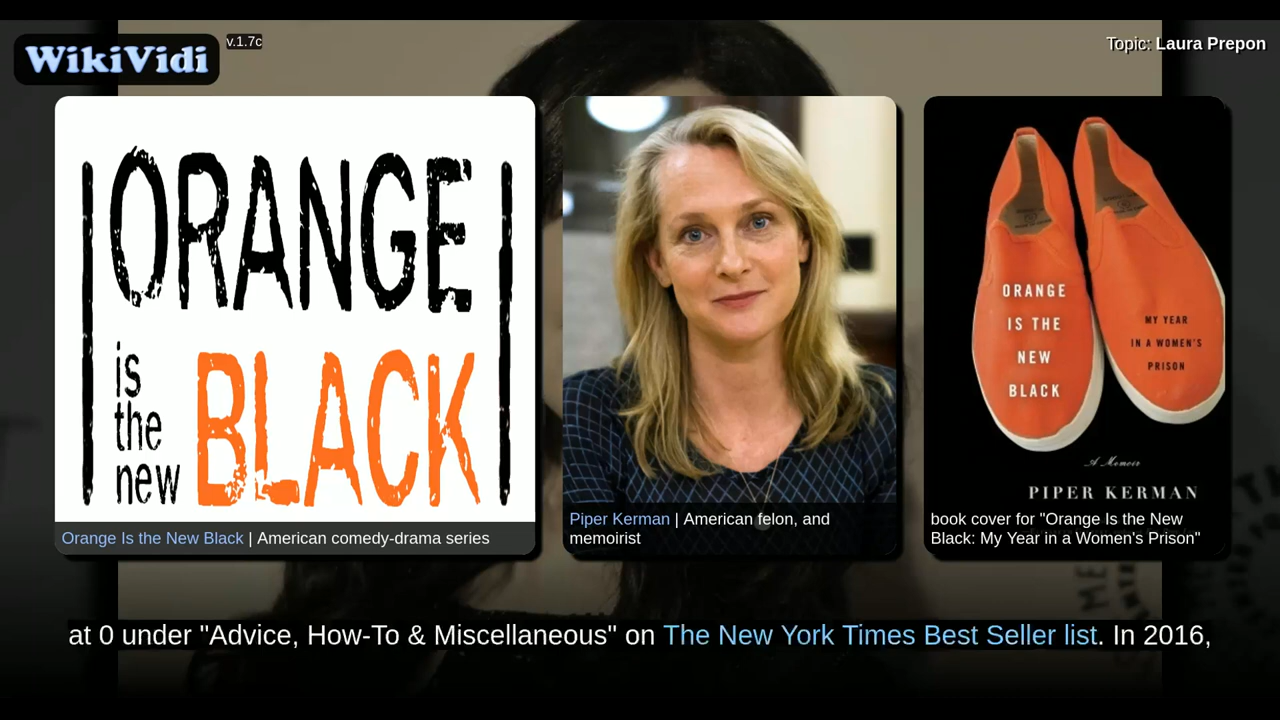 WikiVidi
v.1.7c
Topic: Laura Prepon
ORANGE
is
the
new
BLACK
Orange Is the New Black | American comedy-drama series
Piper Kerman | American felon, and
memoirist
ORANGE
IS THE
NEW
BLACK
MY YEAR
IN A WOMEN'S
PRISON
A Memoir
PIPER KERMAN
book cover for "Orange Is the New
Black: My Year in a Women's Prison"
at 0 under "Advice, How-To & Miscellaneous" on The New York Times Best Seller list. In 2016,